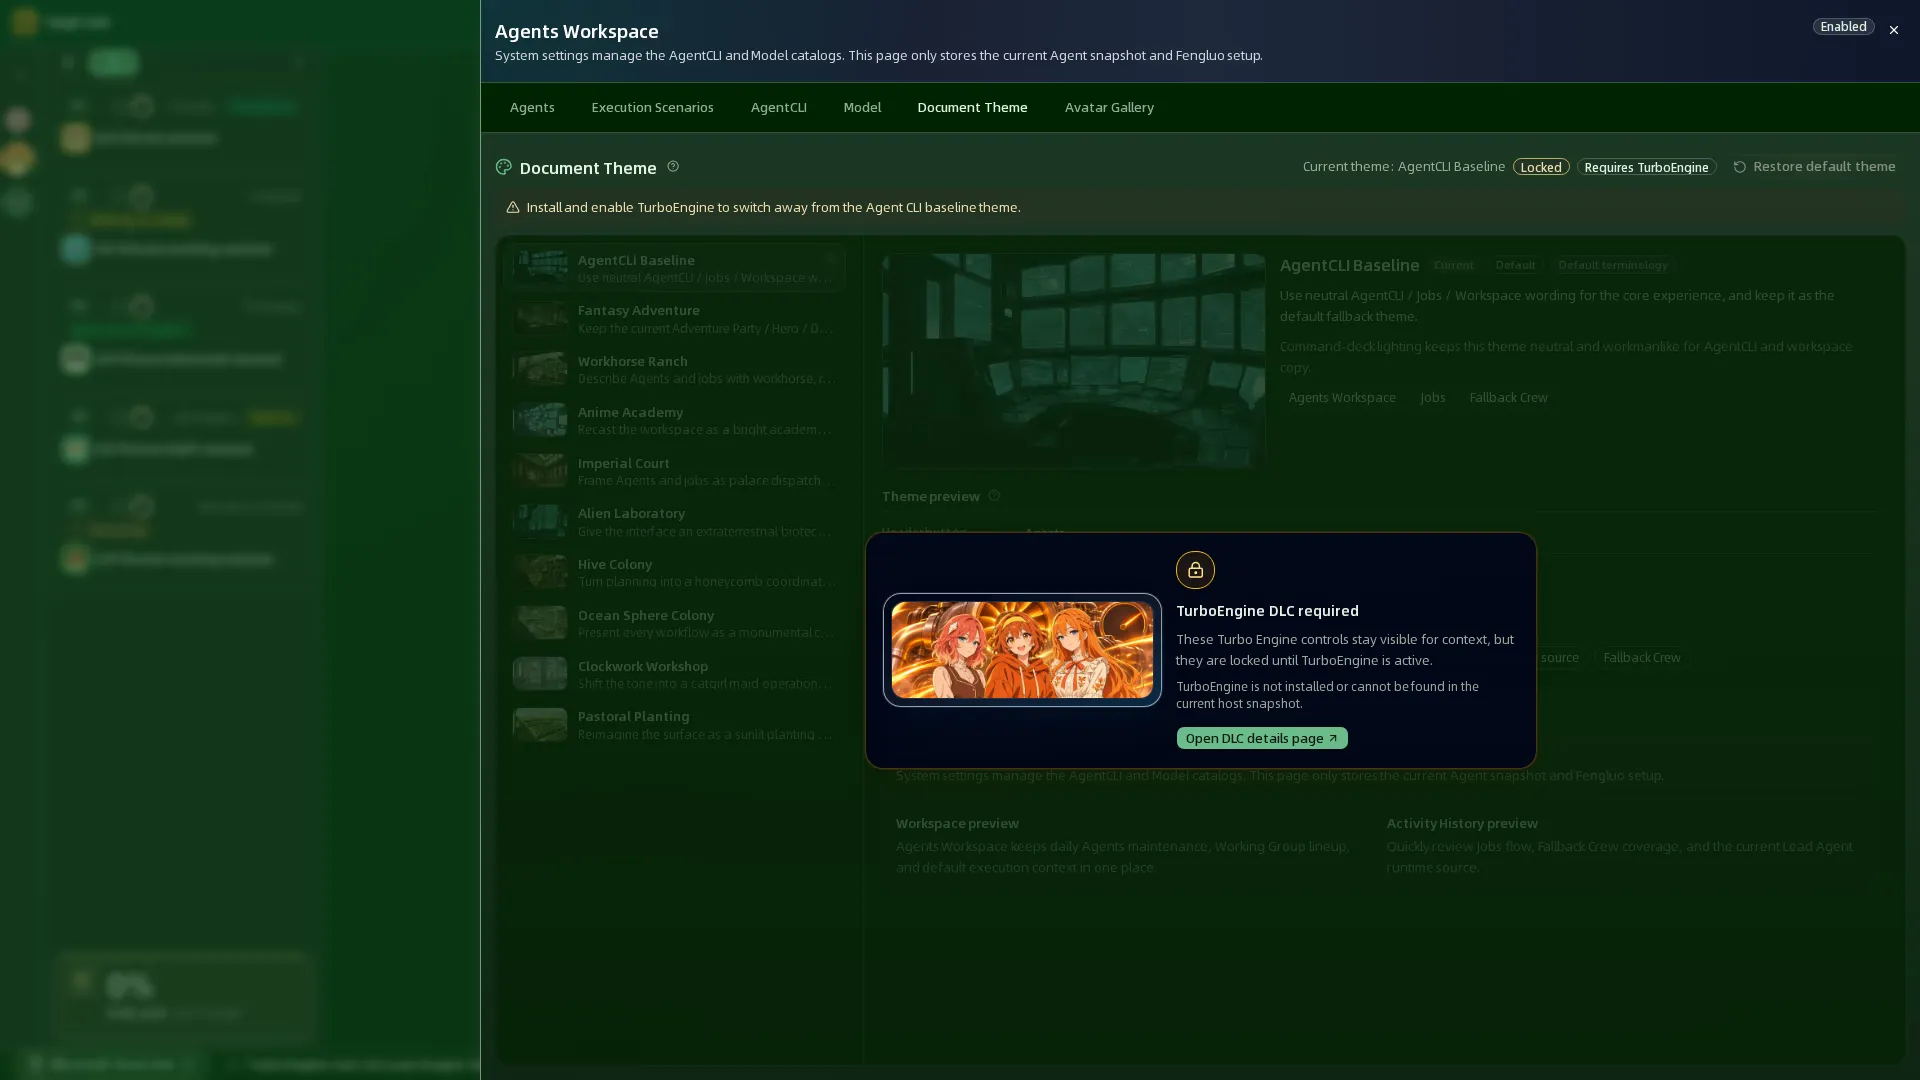 Agents Workspace
Enabled
System settings manage the AgentCLI and Model catalogs. This page only stores the current Agent snapshot and Fengluo setup.
Agents
Execution Scenarios
AgentCLI
Model
Document Theme
Avatar Gallery
Document Theme
Current theme: AgentCLI Baseline
Locked
Requires TurboEngine
Restore default theme
Install and enable TurboEngine to switch away from the Agent CLI baseline theme.
AgentCLI Baseline
Use neutral AgentCLI / Jobs / Workspace w...
Fantasy Adventure
Keep the current Adventure Party / Hero / D...
Workhorse Ranch
Describe Agents and jobs with workhorse, r...
Anime Academy
Recast the workspace as a bright academ...
Imperial Court
Frame Agents and jobs as palace dispatch...
Alien Laboratory
Give the interface an extraterrestrial biotec...
Hive Colony
Turn planning into a honeycomb coordinat...
Ocean Sphere Colony
Present every workflow as a monumental c...
Clockwork Workshop
Shift the tone into a catgirl maid operation...
Pastoral Planting
Reimagine the surface as a sunlit planting ...
AgentCLI Baseline
Current
Default
Default terminology
Use neutral AgentCLI / Jobs / Workspace wording for the core experience, and keep it as the
default fallback theme.
Command-deck lighting keeps this theme neutral and workmanlike for AgentCLI and workspace
copy.
Agents Workspace
Jobs
Fallback Crew
Theme preview
TurboEngine DLC required
These Turbo Engine controls stay visible for context, but
they are locked until TurboEngine is active.
TurboEngine is not installed or cannot be found in the
current host snapshot.
Open DLC details page
source
Fallback Crew
System settings manage the AgentCLI and Model catalogs. This page only stores the current Agent snapshot and Fengluo setup.
Workspace preview
Agents Workspace keeps daily Agents maintenance, Working Group lineup,
and default execution context in one place.
Activity History preview
Quickly review Jobs flow, Fallback Crew coverage, and the current Lead Agent
runtime source.
0%